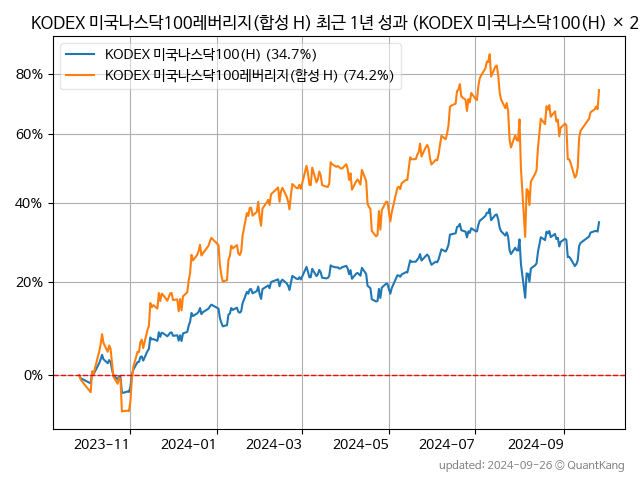 KODEX 미국나스닥100레버리지(합성 H) 최근 1년 성과 (KODEX 미국나스닥100(H) × 2
KODEX 미국나스닥100(H) (34.7%)
KODEX 미국나스닥100레버리지(합성 H) (74.2%)
80%
60%
40%
20%
0%
2023-11 2024-01 2024-03 2024-05 2024-07 2024-09
updated: 2024-09-26 © QuantKang